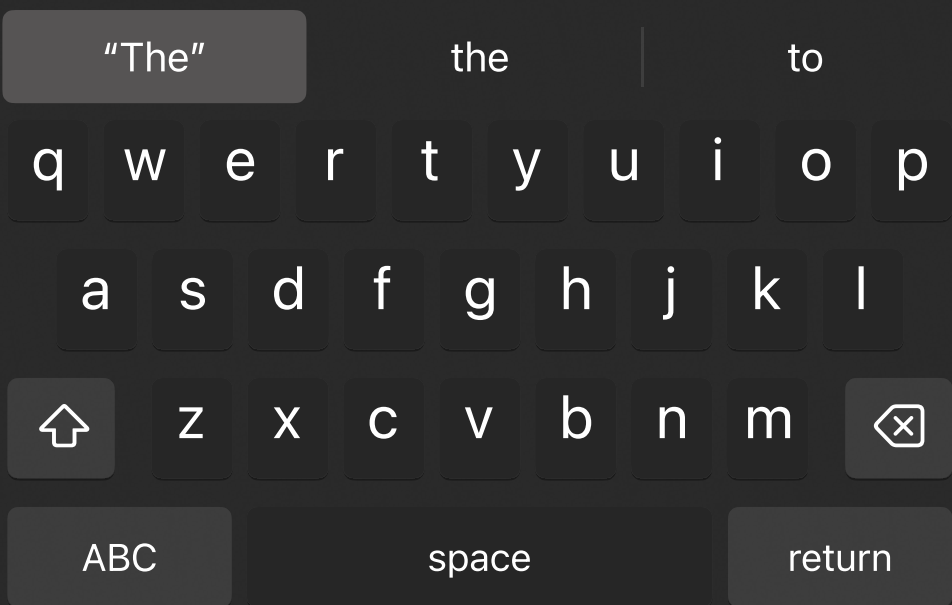 “The” the to
q w e r t y u i o p
a s d f g h j k l
z x c v b n m
ABC space return